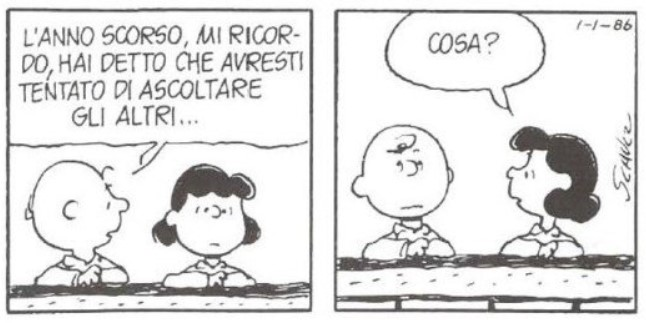 L'ANNO SCORSO, MI RICOR-
DO, HAI DETTO CHE AVRESTI
TENTATO DI ASCOLTARE
GLI ALTRI...
COSA?
1-1-86
SCHULZ